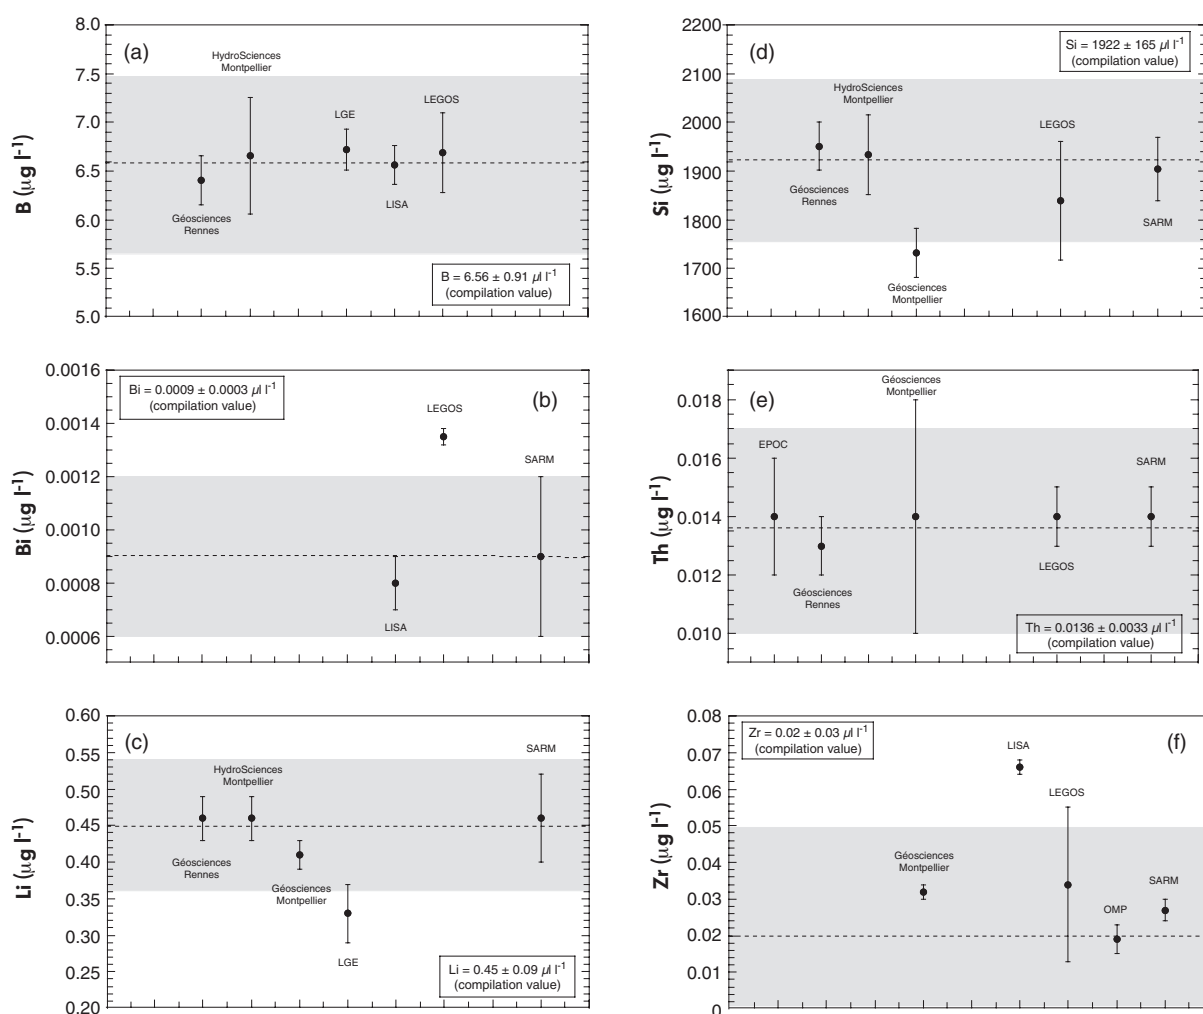 (a)
B (µg l-1)
8.0
7.5
7.0
6.5
6.0
5.5
5.0
HydroSciences
Montpellier
LGE
LEGOS
Géosciences
Rennes
LISA
B = 6.56 ± 0.91 µl l-1
(compilation value)
(d)
Si (µg l-1)
2200
2100
2000
1900
1800
1700
1600
Si = 1922 ± 165 µl l-1
(compilation value)
HydroSciences
Montpellier
LEGOS
Géosciences
Rennes
SARM
Géosciences
Montpellier
(b)
Bi (µg l-1)
0.0016
0.0014
0.0012
0.0010
0.0008
0.0006
Bi = 0.0009 ± 0.0003 µl l-1
(compilation value)
LEGOS
SARM
LISA
(e)
Th (µg l-1)
0.018
0.016
0.014
0.012
0.010
Géosciences
Montpellier
EPOC
SARM
LEGOS
Géosciences
Rennes
Th = 0.0136 ± 0.0033 µl l-1
(compilation value)
(c)
Li (µg l-1)
0.60
0.55
0.50
0.45
0.40
0.35
0.30
0.25
0.20
SARM
HydroSciences
Montpellier
Géosciences
Rennes
Géosciences
Montpellier
LGE
Li = 0.45 ± 0.09 µl l-1
(compilation value)
(f)
Zr (µg l-1)
0.08
0.07
0.06
0.05
0.04
0.03
0.02
0.01
0
Zr = 0.02 ± 0.03 µl l-1
(compilation value)
LISA
LEGOS
Géosciences
Montpellier
SARM
OMP